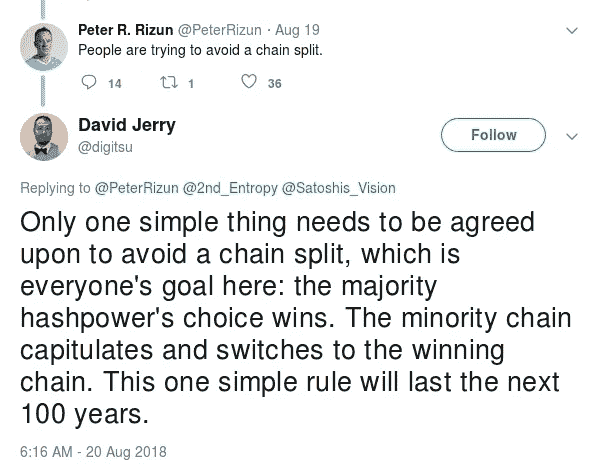 Peter R. Rizun @PeterRizun · Aug 19
People are trying to avoid a chain split.
14 1 36
David Jerry
@digitsu
Follow
Replying to @PeterRizun @2nd_Entropy @Satoshis_Vision
Only one simple thing needs to be agreed
upon to avoid a chain split, which is
everyone's goal here: the majority
hashpower's choice wins. The minority chain
capitulates and switches to the winning
chain. This one simple rule will last the next
100 years.
6:16 AM - 20 Aug 2018